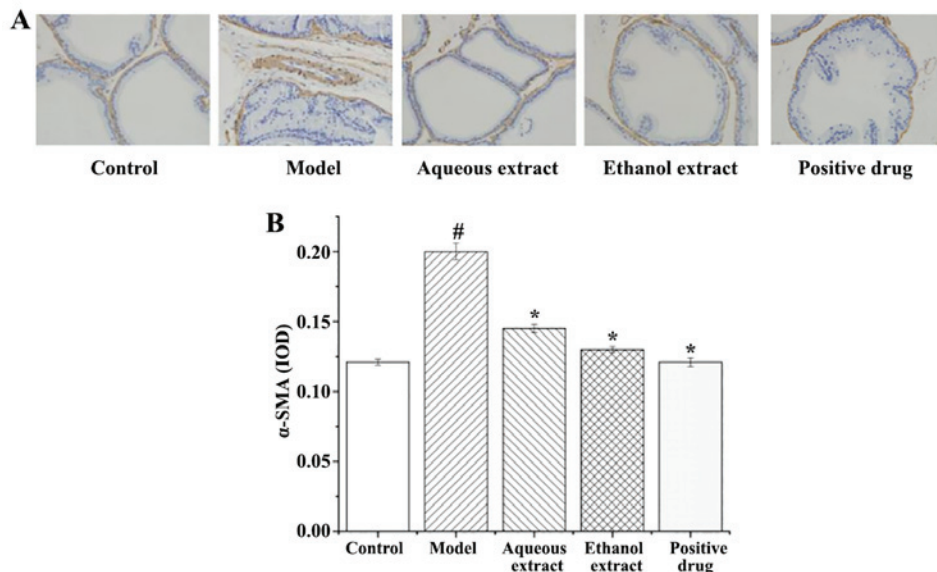 A
Control Model Aqueous extract Ethanol extract Positive drug
B
α-SMA (IOD)
0.20
0.15
0.10
0.05
0.00
#
*
*
*
Control Model Aqueous extract Ethanol extract Positive drug